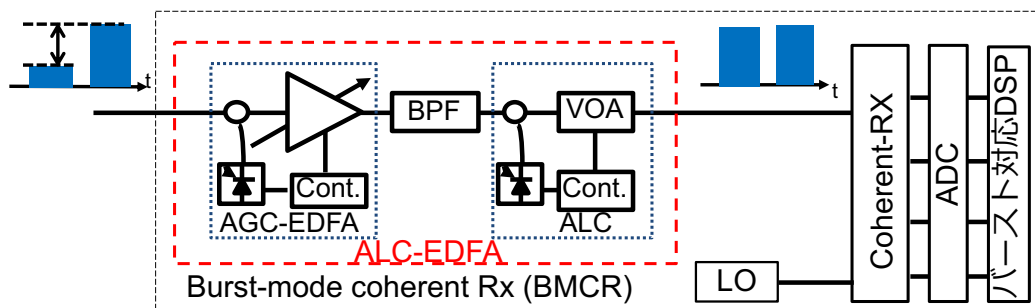 t
BPF
VOA
t
Cont.
Cont.
AGC-EDFA
ALC
ALC-EDFA
Burst-mode coherent Rx (BMCR)
LO
Coherent-RX
ADC
バースト対応DSP